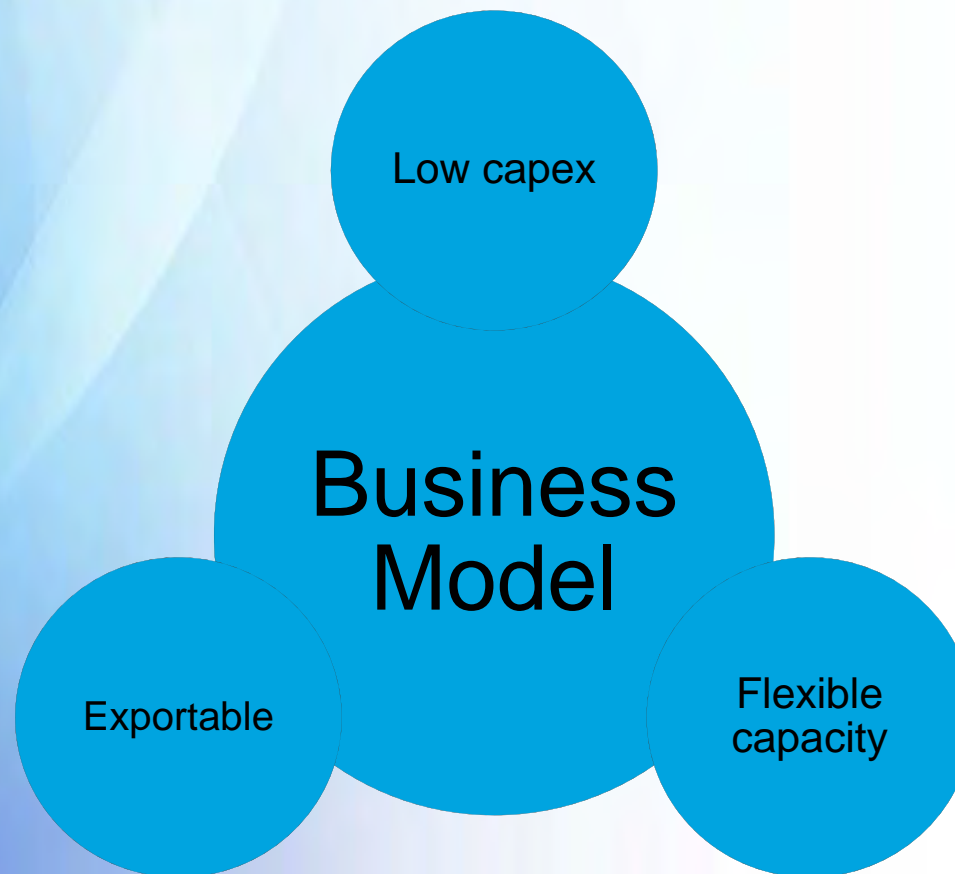 Low capex
Business
Model
Exportable
Flexible
capacity